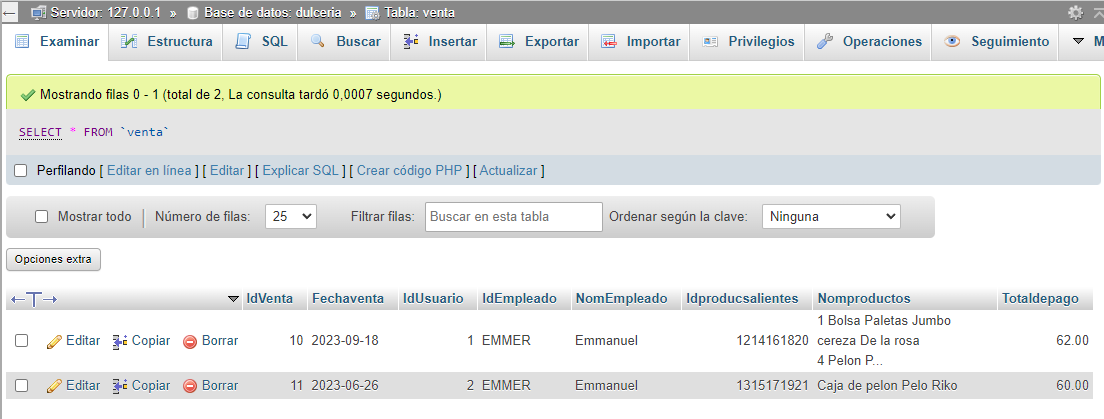 Servidor: 127.0.0.1 » Base de datos: dulceria » Tabla: venta
Examinar Estructura SQL Buscar Insertar Exportar Importar Privilegios Operaciones Seguimiento M
Mostrando filas 0 - 1 (total de 2, La consulta tardó 0,0007 segundos.)
SELECT * FROM `venta`
Perfilando [ Editar en línea ] [ Editar ] [ Explicar SQL ] [ Crear código PHP ] [ Actualizar ]
Mostrar todo Número de filas: 25 Filtrar filas: Buscar en esta tabla Ordenar según la clave: Ninguna
Opciones extra
←T→ IdVenta Fechaventa IdUsuario IdEmpleado NomEmpleado Idproducsalientes Nomproductos Totaldepago
Editar Copiar Borrar 10 2023-09-18 1 EMMER Emmanuel 1214161820 1 Bolsa Paletas Jumbo 62.00
cereza De la rosa
4 Pelon P...
Editar Copiar Borrar 11 2023-06-26 2 EMMER Emmanuel 1315171921 Caja de pelon Pelo Riko 60.00